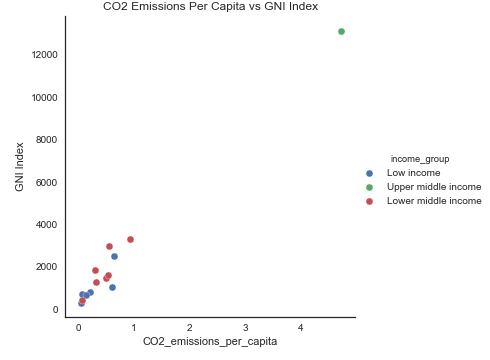 CO2 Emissions Per Capita vs GNI Index
12000
10000
8000
6000
4000
2000
0
GNI Index
0 1 2 3 4
CO2_emissions_per_capita
income_group
Low income
Upper middle income
Lower middle income